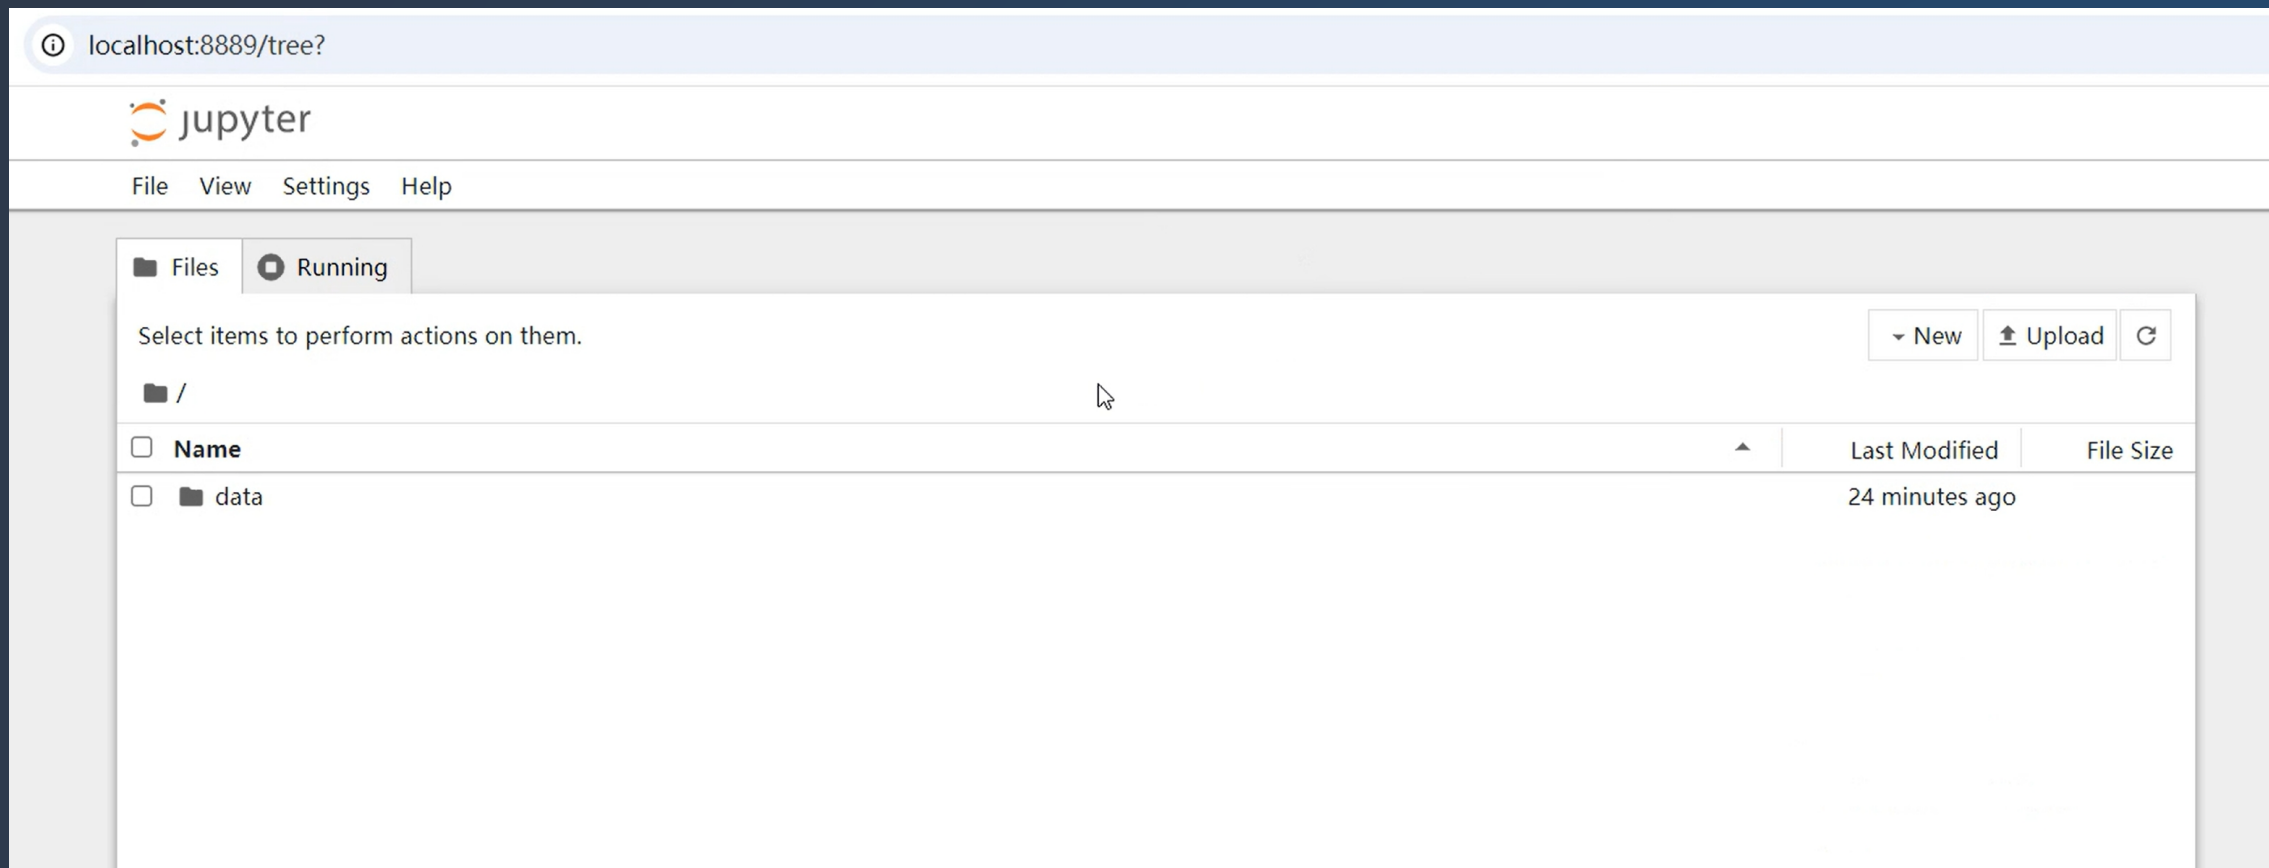 localhost:8889/tree?
jupyter
File View Settings Help
Files Running
Select items to perform actions on them. New Upload
/
Name Last Modified File Size
data 24 minutes ago